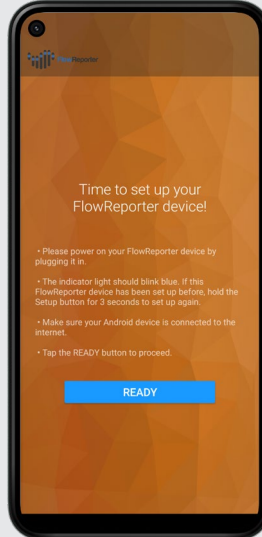 FlowReporter
Time to set up your
FlowReporter device!
• Please power on your FlowReporter device by
plugging it in.
• The indicator light should blink blue. If this
FlowReporter device has been set up before, hold the
Setup button for 3 seconds to set up again.
• Make sure your Android device is connected to the
internet.
• Tap the READY button to proceed.
READY